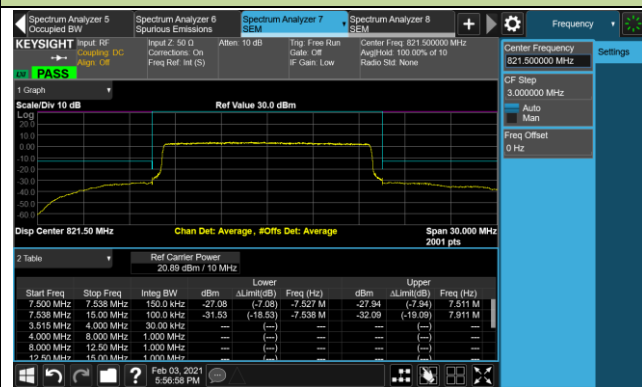 Spectrum Analyzer 5
Occupied BW
Spectrum Analyzer 6
Spurious Emissions
Spectrum Analyzer 7
SEM
Spectrum Analyzer 8
SEM
Frequency
KEYSIGHT
PASS
Input: RF
Coupling: DC
Align: Off
Input Z: 50 Ω
Corrections: On
Freq Ref: Int (S)
Atten: 10 dB
Trig: Free Run
Gate: Off
IF Gain: Low
Center Freq: 821.500000 MHz
Avg|Hold: 100.00% of 10
Radio Std: None
Center Frequency
821.500000 MHz
Settings
CF Step
3.000000 MHz
Auto
Man
Freq Offset
0 Hz
1 Graph
Scale/Div 10 dB
Ref Value 30.0 dBm
Log
20.0
10.0
0.00
-10.0
-20.0
-30.0
-40.0
-50.0
-60.0
Disp Center 821.50 MHz
Chan Det: Average, #Offs Det: Average
Span 30.000 MHz
2001 pts
2 Table
Ref Carrier Power
20.89 dBm / 10 MHz
Lower Upper
Start Freq Stop Freq Integ BW dBm ΔLimit(dB) Freq (Hz) dBm ΔLimit(dB) Freq (Hz)
7.500 MHz 7.538 MHz 150.0 kHz -27.08 (-7.08) -7.527 M -27.94 (-7.94) 7.511 M
7.538 MHz 15.00 MHz 100.0 kHz -31.53 (-18.53) -7.538 M -32.09 (-19.09) 7.911 M
3.515 MHz 4.000 MHz 30.00 kHz --- (---) --- --- (---) ---
4.000 MHz 8.000 MHz 1.000 MHz --- (---) --- --- (---) ---
8.000 MHz 12.50 MHz 1.000 MHz --- (---) --- --- (---) ---
12.50 MHz 15.00 MHz 1.000 MHz --- (---) --- --- (---) ---
Feb 03, 2021
5:56:58 PM